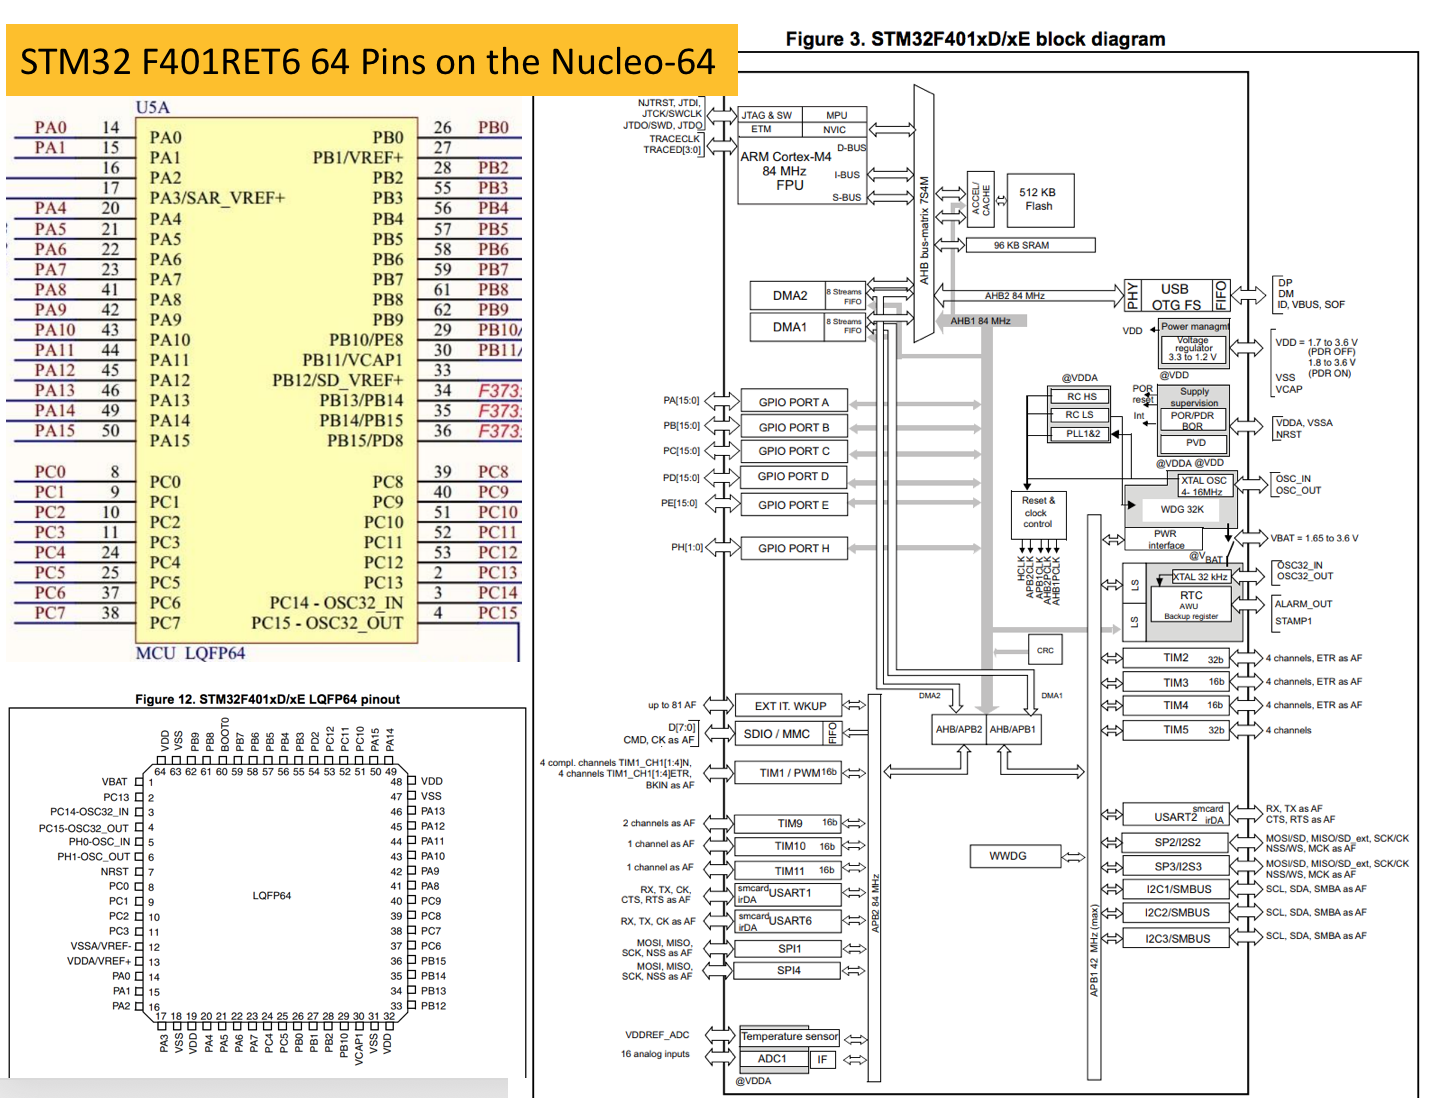 STM32 F401RET6 64 Pins on the Nucleo-64
U5A
PA0 14 PA0 PB0 26 PB0
PA1 15 PA1 PB1/VREF+ 27
16 PA2 PB2 28 PB2
17 PA3/SAR_VREF+ PB3 55 PB3
PA4 20 PA4 PB4 56 PB4
PA5 21 PA5 PB5 57 PB5
PA6 22 PA6 PB6 58 PB6
PA7 23 PA7 PB7 59 PB7
PA8 41 PA8 PB8 61 PB8
PA9 42 PA9 PB9 62 PB9
PA10 43 PA10 PB10/PE8 29 PB10/
PA11 44 PA11 PB11/VCAP1 30 PB11/
PA12 45 PA12 PB12/SD_VREF+ 33
PA13 46 PA13 PB13/PB14 34 F373
PA14 49 PA14 PB14/PB15 35 F373
PA15 50 PA15 PB15/PD8 36 F373
PC0 8 PC0 PC8 39 PC8
PC1 9 PC1 PC9 40 PC9
PC2 10 PC2 PC10 51 PC10
PC3 11 PC3 PC11 52 PC11
PC4 24 PC4 PC12 53 PC12
PC5 25 PC5 PC13 2 PC13
PC6 37 PC6 PC14 - OSC32_IN 3 PC14
PC7 38 PC7 PC15 - OSC32_OUT 4 PC15
MCU LQFP64
Figure 12. STM32F401xD/xE LQFP64 pinout
VDD VSS PB9 PB8 BOOT0 PB7 PB6 PB5 PB4 PB3 PD2 PC12 PC11 PC10 PA15 PA14
64 63 62 61 60 59 58 57 56 55 54 53 52 51 50 49
VBAT 1 48 VDD
PC13 2 47 VSS
PC14-OSC32_IN 3 46 PA13
PC15-OSC32_OUT 4 45 PA12
PH0-OSC_IN 5 44 PA11
PH1-OSC_OUT 6 43 PA10
NRST 7 42 PA9
PC0 8 41 PA8
PC1 9 40 PC9
PC2 10 39 PC8
PC3 11 38 PC7
VSSA/VREF- 12 37 PC6
VDDA/VREF+ 13 36 PB15
PA0 14 35 PB14
PA1 15 34 PB13
PA2 16 33 PB12
LQFP64
17 18 19 20 21 22 23 24 25 26 27 28 29 30 31 32
PA3 VSS VDD PA4 PA5 PA6 PA7 PC4 PC5 PB0 PB1 PB2 PB10 VCAP1 VSS VDD
Figure 3. STM32F401xD/xE block diagram
NJTRST, JTDI,
JTCK/SWCLK
JTDO/SWD, JTDO
TRACECLK
TRACED[3:0]
JTAG & SW MPU
ETM NVIC
ARM Cortex-M4
84 MHz
FPU
D-BUS
I-BUS
S-BUS
AHB bus-matrix 7S4M
ACCEL/
CACHE
512 KB
Flash
96 KB SRAM
DMA2 8 Streams
FIFO
DMA1 8 Streams
FIFO
AHB2 84 MHz
AHB1 84 MHz
PHY USB
OTG FS FIFO
DP
DM
ID, VBUS, SOF
VDD Power managmt
Voltage
regulator
3.3 to 1.2 V
@VDD
VDD = 1.7 to 3.6 V
(PDR OFF)
1.8 to 3.6 V
(PDR ON)
VSS
VCAP
@VDDA
RC HS
RC LS
PLL1&2
POR
reset
Int
Supply
supervision
POR/PDR
BOR
PVD
VDDA, VSSA
NRST
@VDDA @VDD
XTAL OSC
4- 16MHz
WDG 32K
OSC_IN
OSC_OUT
PWR
interface
VBAT = 1.65 to 3.6 V
@VBAT
LS
LS
XTAL 32 kHz
RTC
AWU
Backup register
OSC32_IN
OSC32_OUT
ALARM_OUT
STAMP1
PA[15:0] GPIO PORT A
PB[15:0] GPIO PORT B
PC[15:0] GPIO PORT C
PD[15:0] GPIO PORT D
PE[15:0] GPIO PORT E
PH[1:0] GPIO PORT H
Reset &
clock
control
HCLK
APB2CLK
APB1CLK
AHB2PCLK
AHB1PCLK
CRC
DMA2 DMA1
AHB/APB2 AHB/APB1
up to 81 AF EXT IT. WKUP
D[7:0]
CMD, CK as AF SDIO / MMC FIFO
4 compl. channels TIM1_CH1[1:4]N,
4 channels TIM1_CH1[1:4]ETR,
BKIN as AF
TIM1 / PWM 16b
2 channels as AF TIM9 16b
1 channel as AF TIM10 16b
1 channel as AF TIM11 16b
RX, TX, CK,
CTS, RTS as AF smcard
irDA USART1
RX, TX, CK as AF smcard
irDA USART6
MOSI, MISO,
SCK, NSS as AF SPI1
MOSI, MISO,
SCK, NSS as AF SPI4
APB2 84 MHz
VDDREF_ADC Temperature sensor
16 analog inputs ADC1 IF
@VDDA
WWDG
APB1 42 MHz (max)
TIM2 32b 4 channels, ETR as AF
TIM3 16b 4 channels, ETR as AF
TIM4 16b 4 channels, ETR as AF
TIM5 32b 4 channels
USART2 smcard
irDA
RX, TX as AF
CTS, RTS as AF
SP2/I2S2 MOSI/SD, MISO/SD_ext, SCK/CK
NSS/WS, MCK as AF
SP3/I2S3 MOSI/SD, MISO/SD_ext, SCK/CK
NSS/WS, MCK as AF
I2C1/SMBUS SCL, SDA, SMBA as AF
I2C2/SMBUS SCL, SDA, SMBA as AF
I2C3/SMBUS SCL, SDA, SMBA as AF